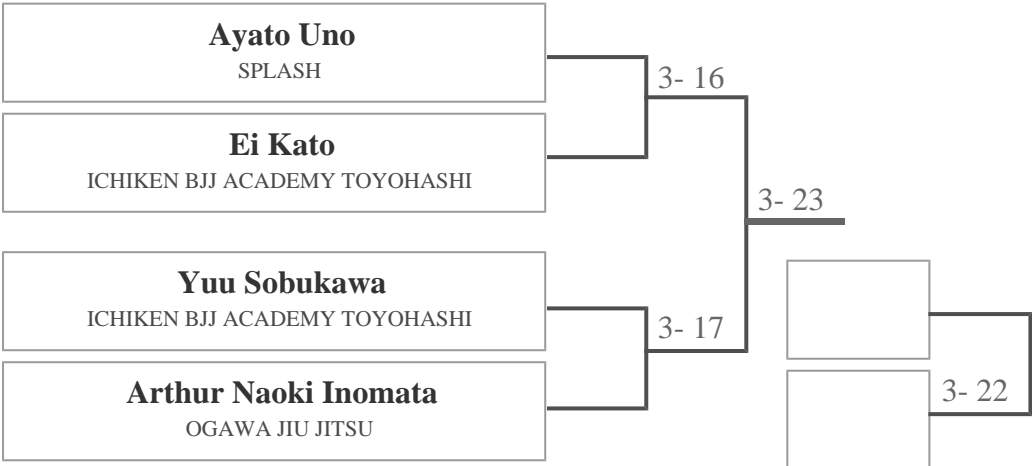 Ayato Uno
SPLASH
3- 16
Ei Kato
ICHIKEN BJJ ACADEMY TOYOHASHI
3- 23
Yuu Sobukawa
ICHIKEN BJJ ACADEMY TOYOHASHI
3- 17
Arthur Naoki Inomata
OGAWA JIU JITSU
3- 22